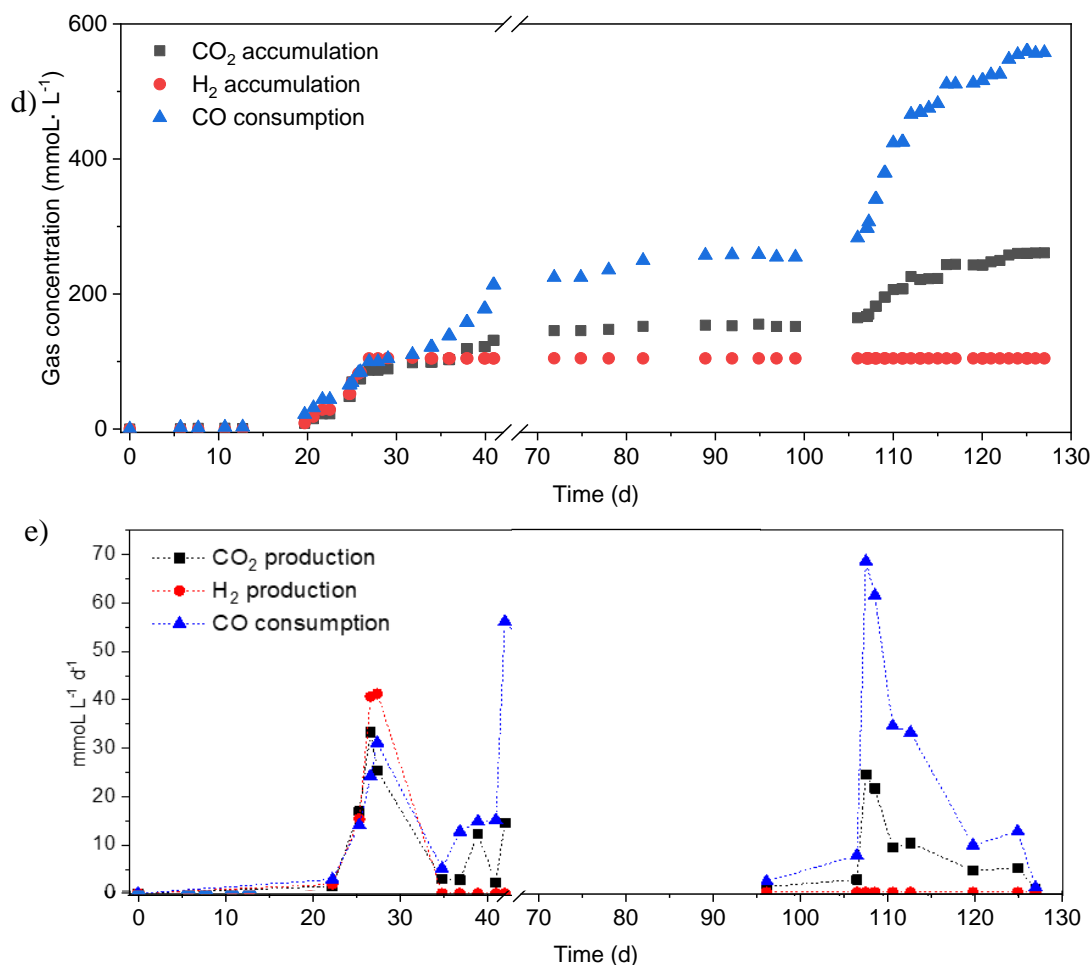 d)
Gas concentration (mmoL· L⁻¹)
600
400
200
0
CO₂ accumulation
H₂ accumulation
CO consumption
0 10 20 30 40 70 80 90 100 110 120 130
Time (d)
e)
mmoL L⁻¹ d⁻¹
70
60
50
40
30
20
10
0
CO₂ production
H₂ production
CO consumption
0 10 20 30 40 70 80 90 100 110 120 130
Time (d)